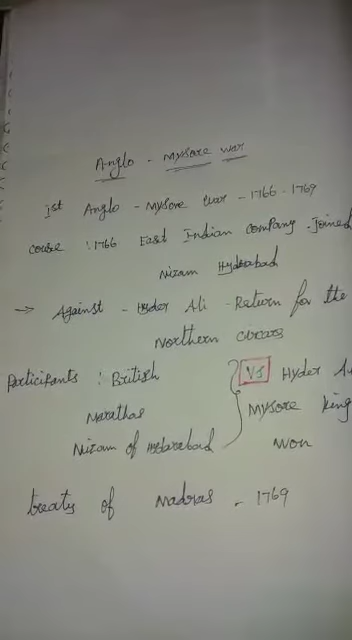 Anglo - Mysore war
1st Anglo - Mysore war - 1766 - 1769
course : 1766 East Indian company joined
Nizam Hyderabad
→ Against - Hyder Ali - Return for the
Northern circars
Participants : British } VS Hyder
Marathas Mysore king
Nizam of Hyderabad won
treaty of Madras - 1769